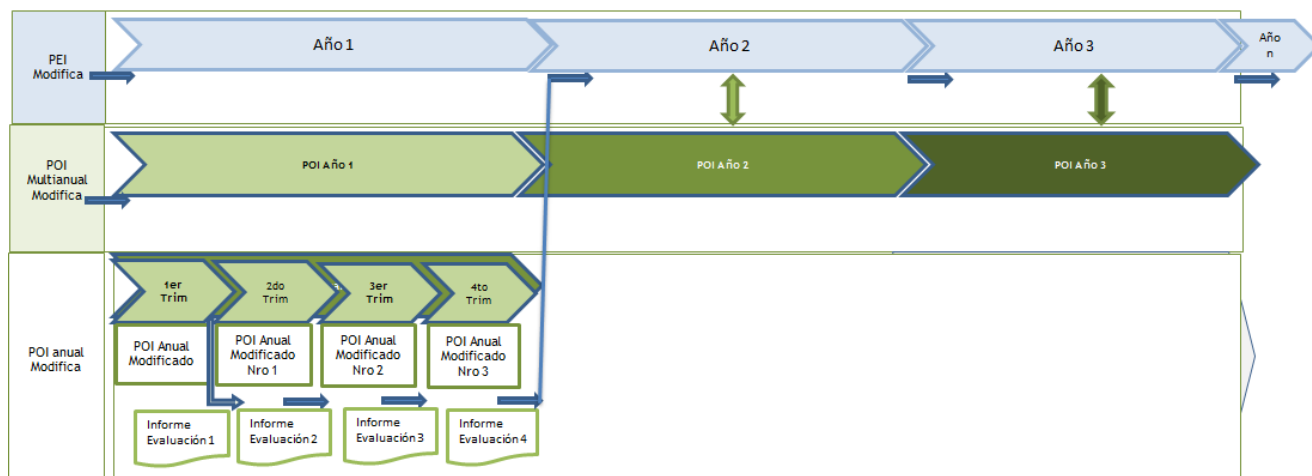 PEI
Modifica
Año 1
Año 2
Año 3
Año
n
POI
Multianual
Modifica
POI Año 1
POI Año 2
POI Año 3
POI anual
Modifica
1er
Trim
2do
Trim
3er
Trim
4to
Trim
POI Anual
Modificado
POI Anual
Modificado
Nro 1
POI Anual
Modificado
Nro 2
POI Anual
Modificado
Nro 3
Informe
Evaluación 1
Informe
Evaluación 2
Informe
Evaluación 3
Informe
Evaluación 4